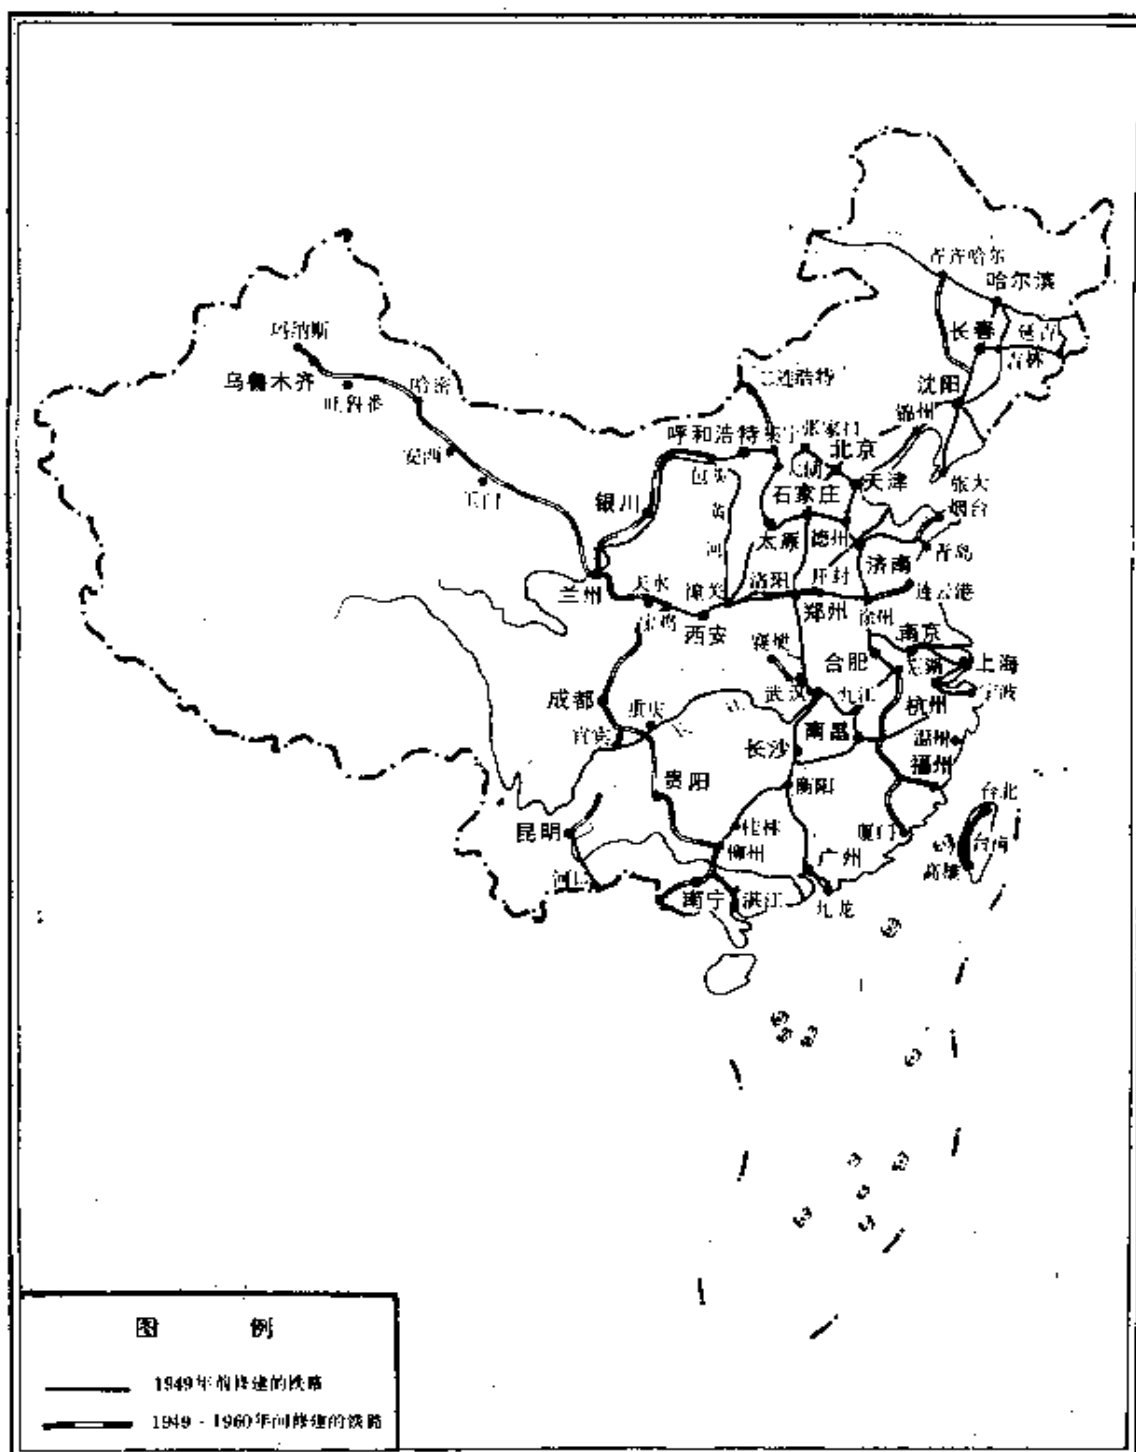 齐齐哈尔
哈尔滨
长春
延吉
吉林
玛纳斯
乌鲁木齐
吐鲁番
哈密
二连浩特
沈阳
锦州
安西
玉门
呼和浩特
集宁
张家口
北京
大同
包头
天津
银川
石家庄
黄
河
太原
德州
烟台
济南
青岛
兰州
天水
宝鸡
潼关
洛阳
开封
西安
郑州
徐州
连云港
襄樊
合肥
南京
芜湖
上海
成都
重庆
武汉
九江
杭州
宁波
宜宾
长沙
南昌
温州
福州
贵阳
衡阳
台北
昆明
桂林
柳州
厦门
台南
高雄
河口
广州
南宁
湛江
九龙
图 例
1949年前修建的铁路
1949-1960年间修建的铁路